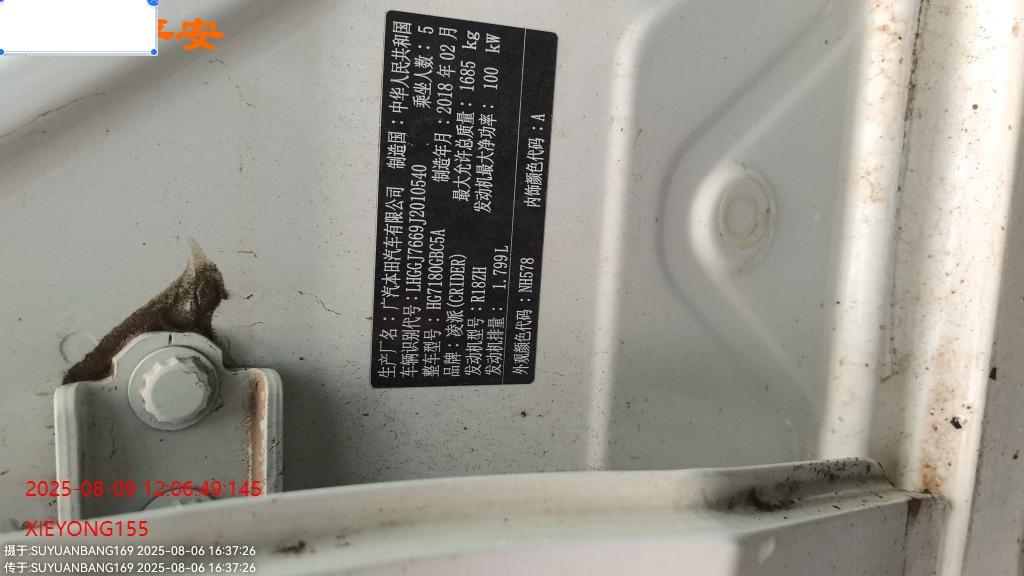 平安
生产厂名：广汽本田汽车有限公司 制造国：中华人民共和国
车辆识别代号：LHGGJ7669J2010540 乘坐人数：5
整车型号：HG7180GBC5A 制造年月：2018 年 02 月
品牌：凌派(CRIDER) 最大允许总质量：1685 kg
发动机型号：R18ZH 发动机最大净功率：100 kW
发动机排量：1.799L
外观颜色代码：NH578 内饰颜色代码：A
2025-08-09 12:06:49:145
XIEYONG155
摄于:SUYUANBANG169 2025-08-06 16:37:26
传于:SUYUANBANG169 2025-08-06 16:37:26